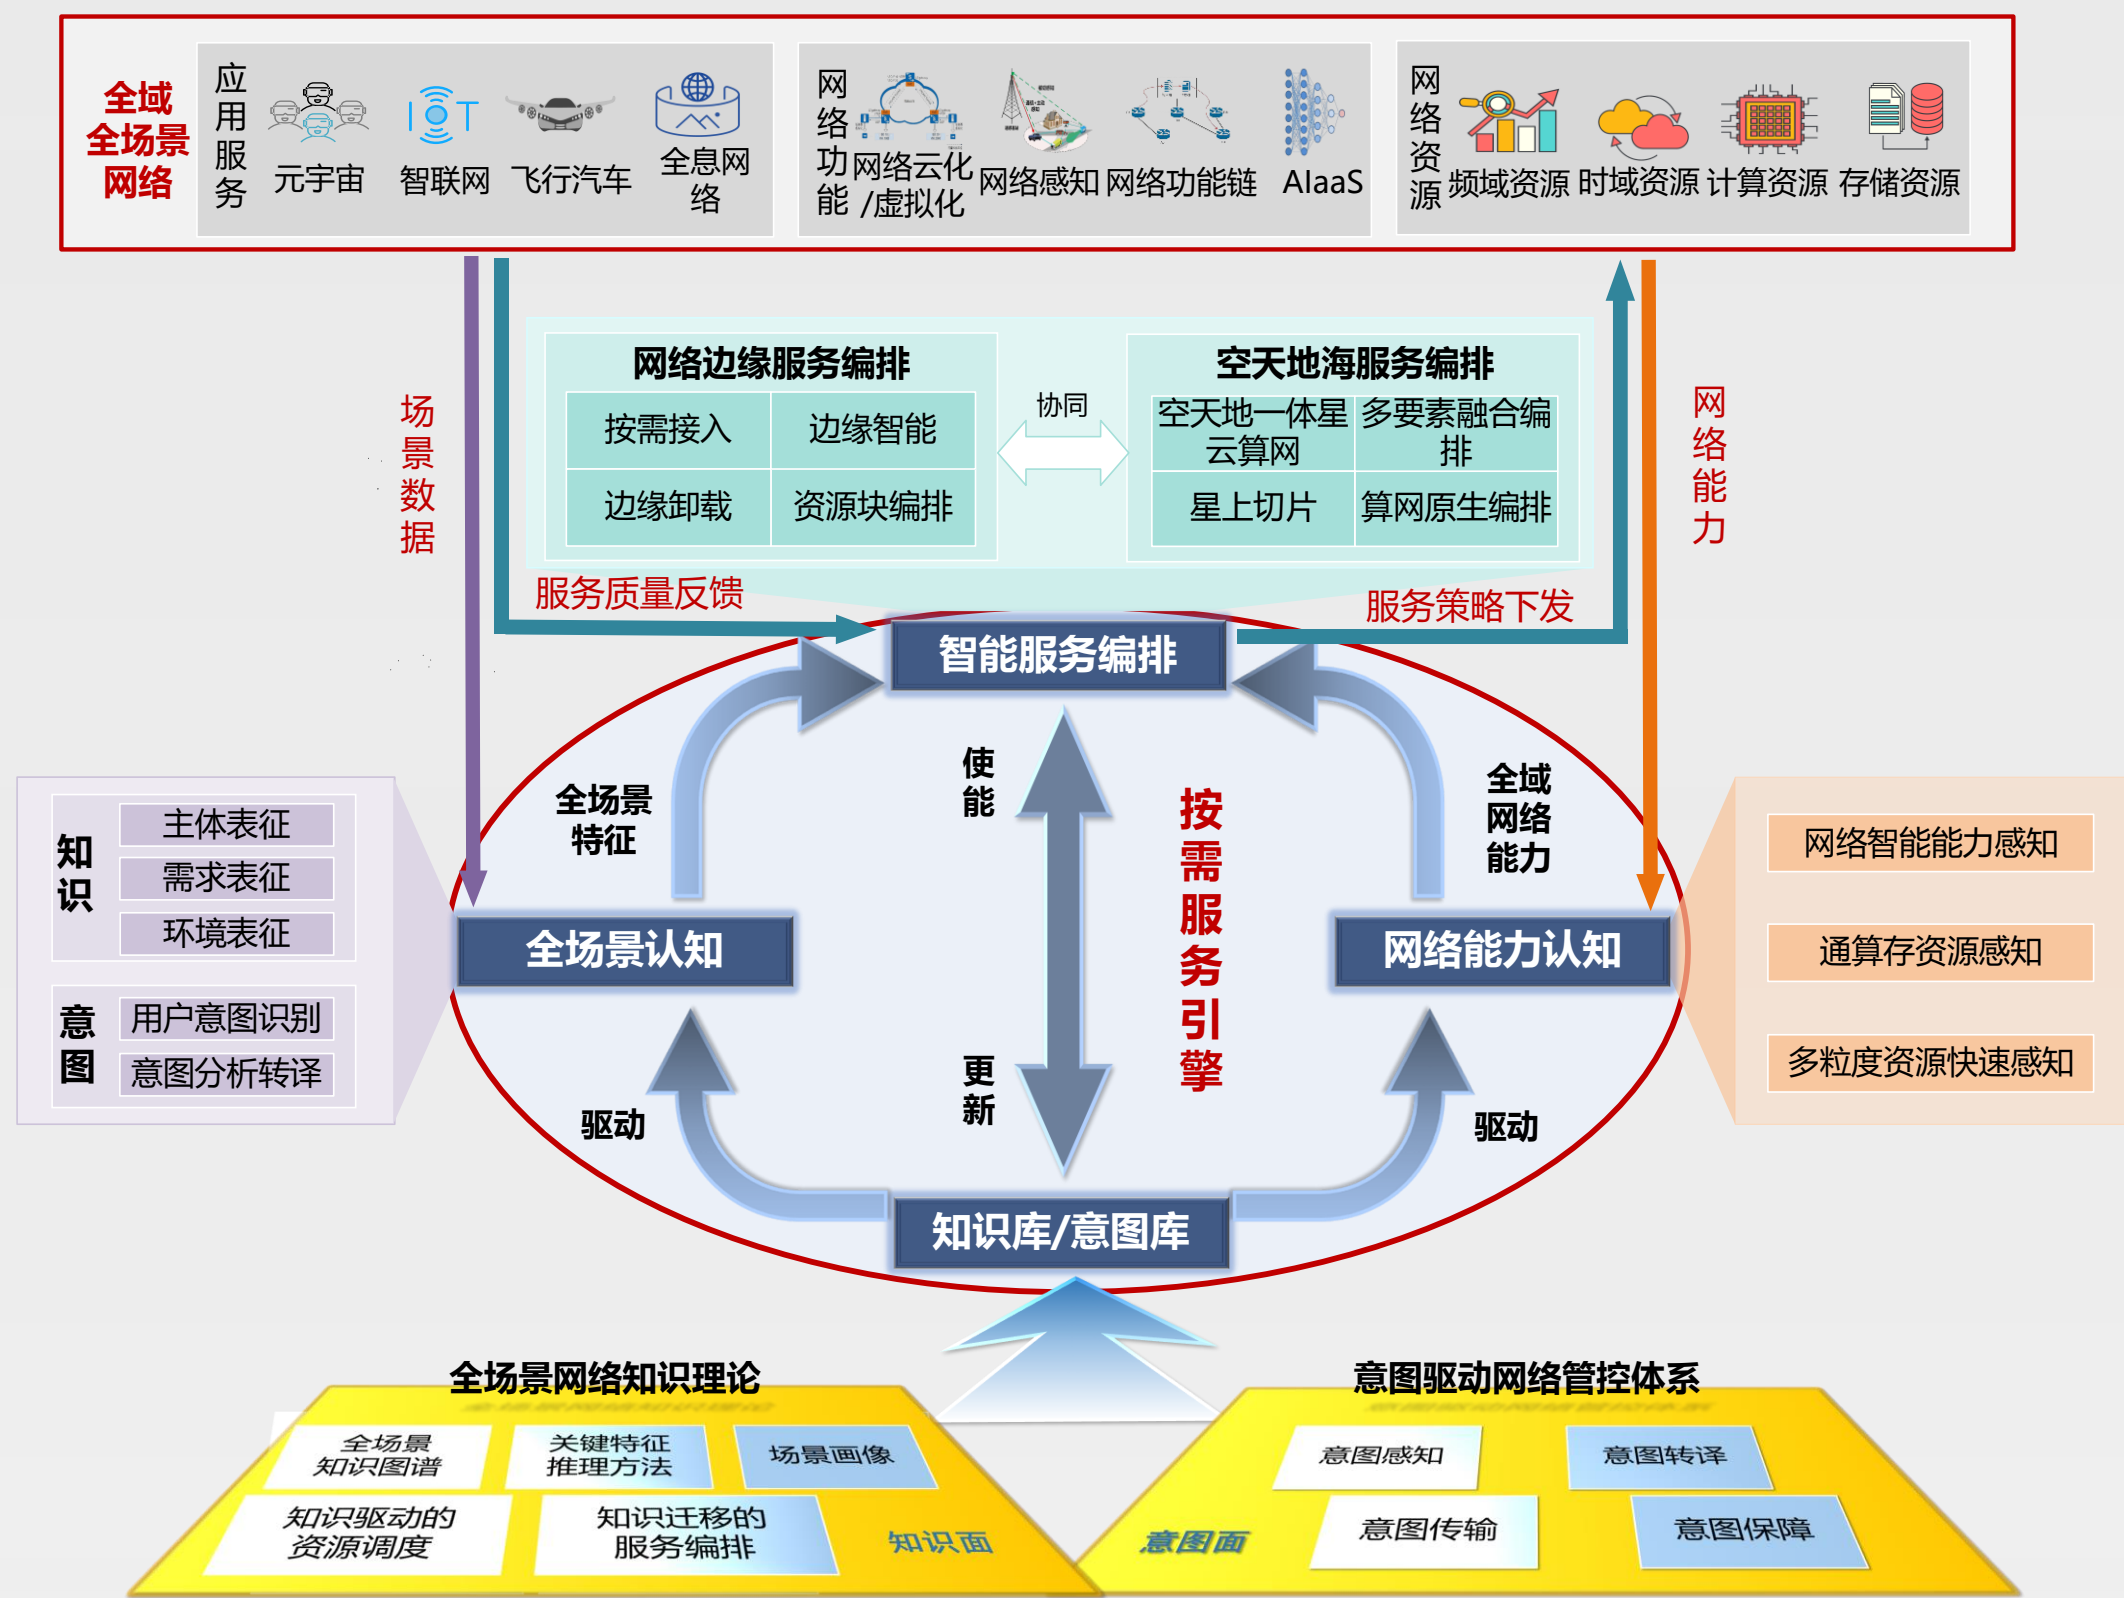 全域
全场景
网络
应用服务
元宇宙
智联网
飞行汽车
全息网
络
网络功能
网络云化
/虚拟化
网络感知
网络功能链
AIaaS
网络资源
频域资源
时域资源
计算资源
存储资源
场景数据
网络边缘服务编排
按需接入
边缘智能
边缘卸载
资源块编排
协同
空天地海服务编排
空天地一体星
云算网
多要素融合编
排
星上切片
算网原生编排
网络能力
服务质量反馈
服务策略下发
智能服务编排
全场景
特征
使能
更新
按需服务引擎
全域
网络
能力
知识
主体表征
需求表征
环境表征
意图
用户意图识别
意图分析转译
全场景认知
网络能力认知
网络智能能力感知
通算存资源感知
多粒度资源快速感知
驱动
驱动
知识库/意图库
全场景网络知识理论
全场景
知识图谱
关键特征
推理方法
场景画像
知识驱动的
资源调度
知识迁移的
服务编排
知识面
意图驱动网络管控体系
意图感知
意图转译
意图传输
意图保障
意图面